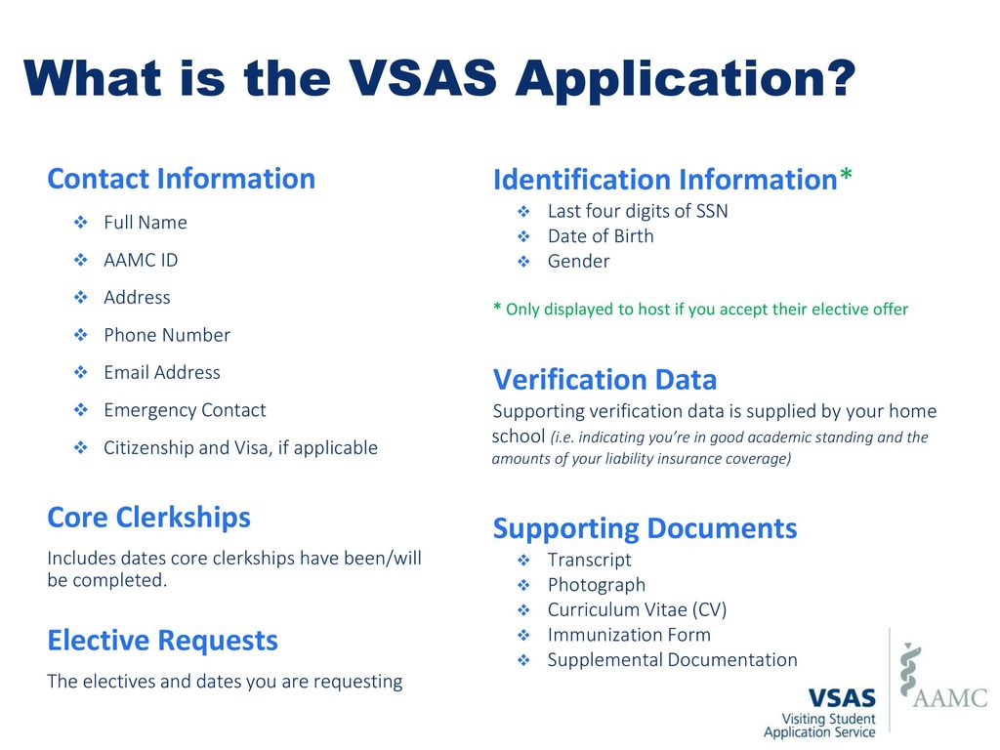 What is the VSAS Application?
Contact Information
❖ Full Name
❖ AAMC ID
❖ Address
❖ Phone Number
❖ Email Address
❖ Emergency Contact
❖ Citizenship and Visa, if applicable
Core Clerkships
Includes dates core clerkships have been/will
be completed.
Elective Requests
The electives and dates you are requesting
Identification Information*
❖ Last four digits of SSN
❖ Date of Birth
❖ Gender
* Only displayed to host if you accept their elective offer
Verification Data
Supporting verification data is supplied by your home
school (i.e. indicating you’re in good academic standing and the
amounts of your liability insurance coverage)
Supporting Documents
❖ Transcript
❖ Photograph
❖ Curriculum Vitae (CV)
❖ Immunization Form
❖ Supplemental Documentation
VSAS
Visiting Student
Application Service
AAMC